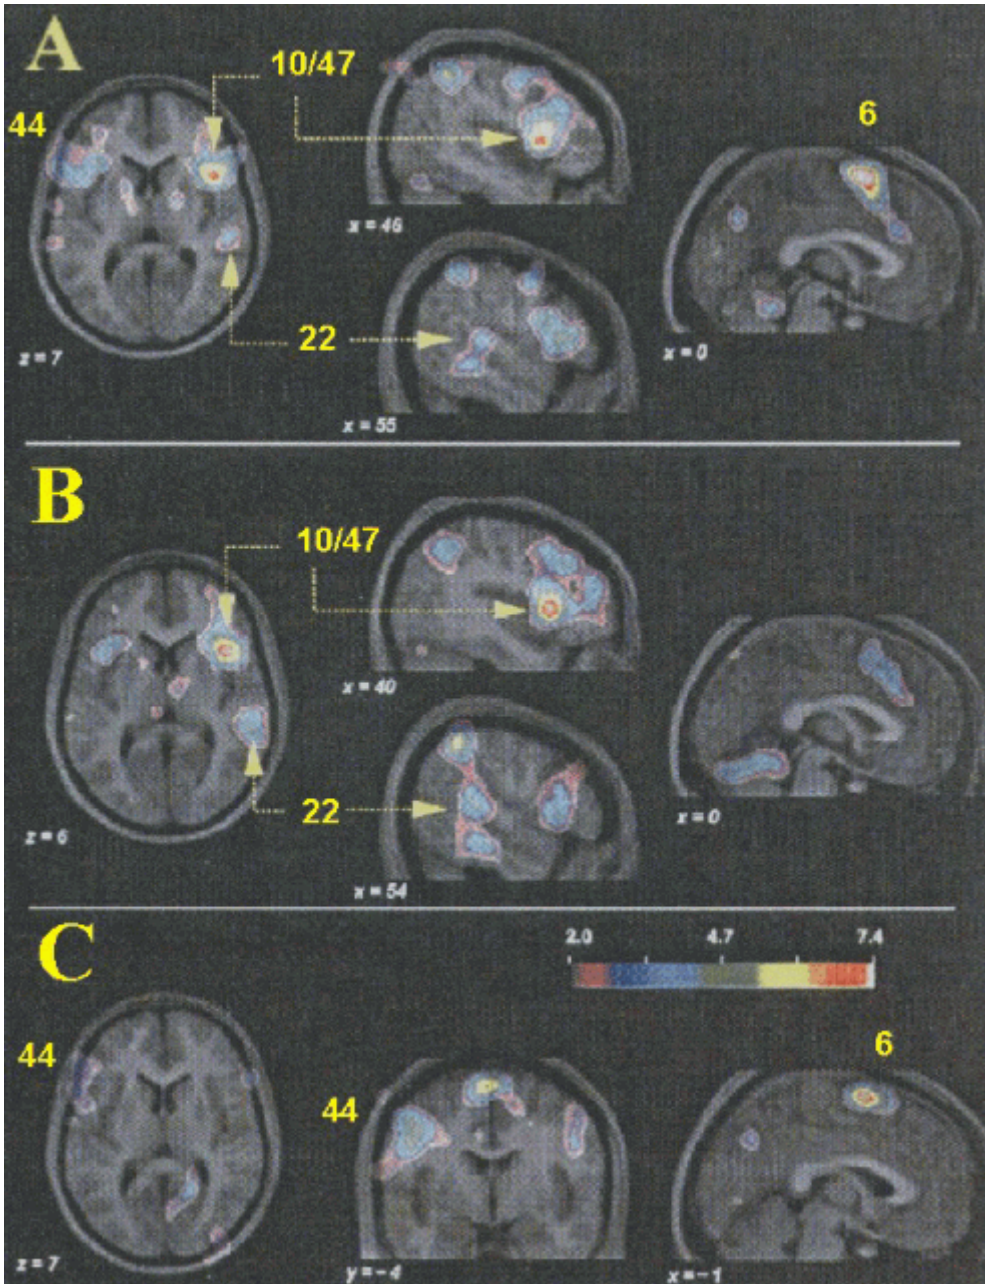 A
10/47
44
6
x = 46
22
z = 7
x = 0
x = 55
B
10/47
x = 40
22
x = 0
z = 6
x = 54
C
2.0 4.7 7.4
44
6
44
z = 7
y = -4
x = -1